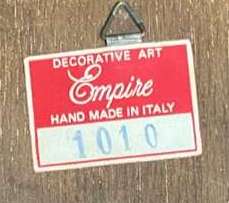 DECORATIVE ART
Empire
HAND MADE IN ITALY
1010